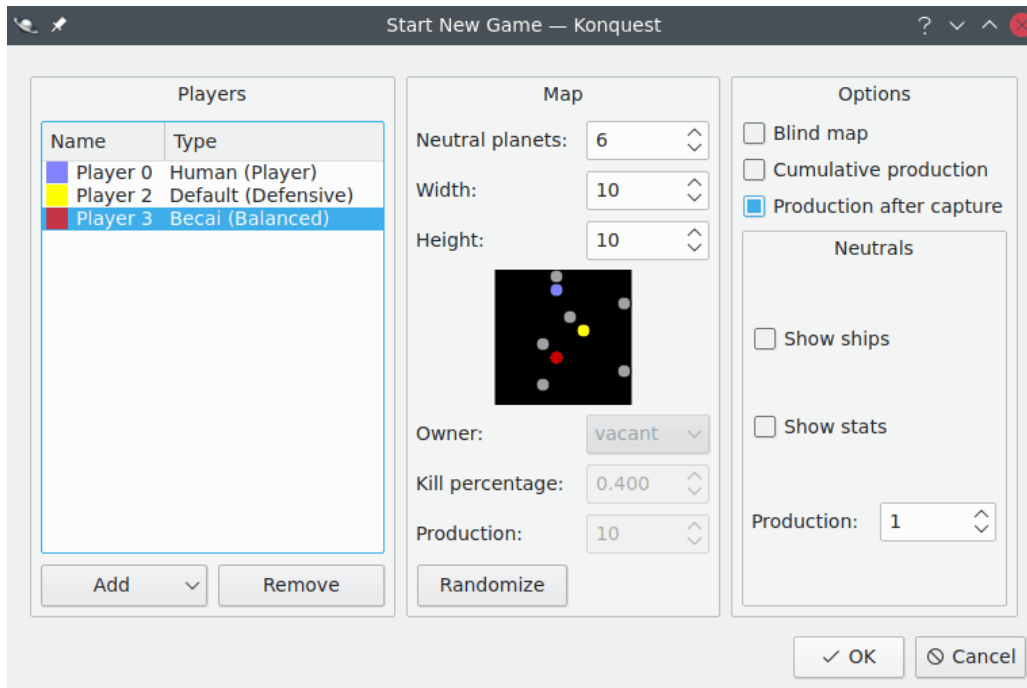 Start New Game — Konquest
Players
Name Type
Player 0 Human (Player)
Player 2 Default (Defensive)
Player 3 Becai (Balanced)
Add
Remove
Map
Neutral planets: 6
Width: 10
Height: 10
Owner: vacant
Kill percentage: 0.400
Production: 10
Randomize
Options
Blind map
Cumulative production
Production after capture
Neutrals
Show ships
Show stats
Production: 1
OK
Cancel